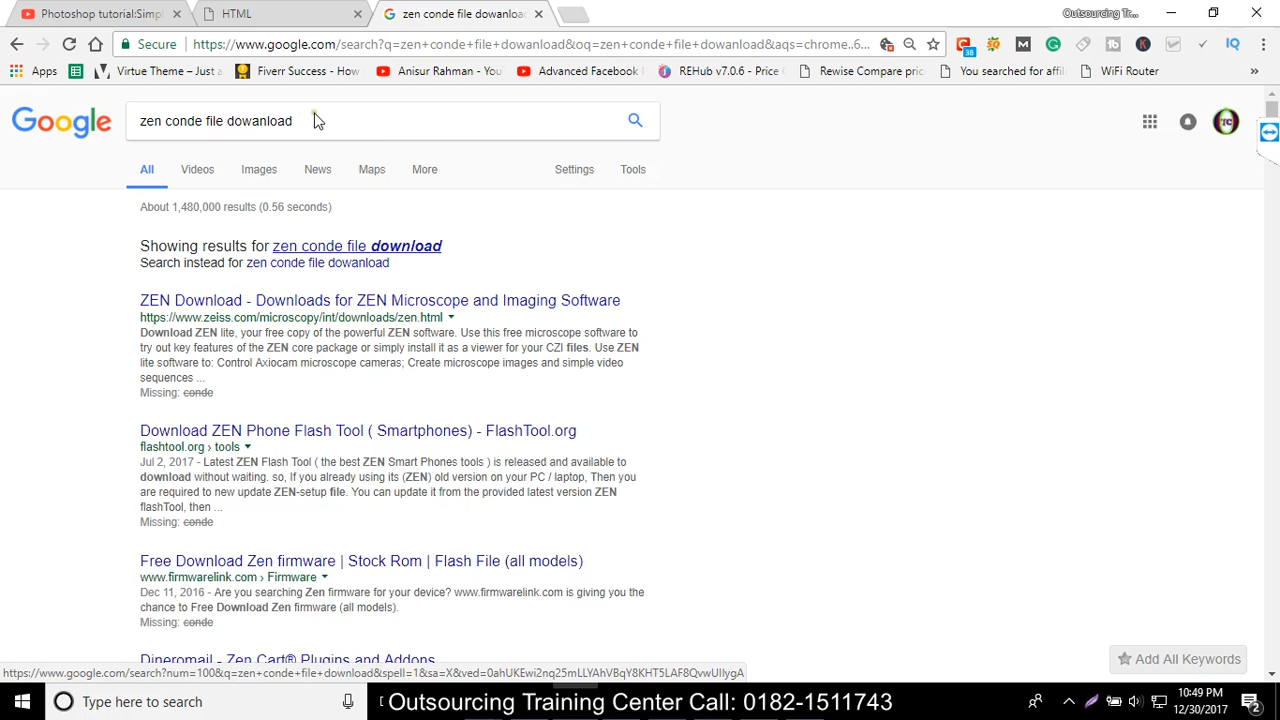 Photoshop tutorial:Simpl
HTML
zen conde file dowanload
Outsourcing Tr...
Secure
https://www.google.com/search?q=zen+conde+file+dowanload&oq=zen+conde+file+dowanload&aqs=chrome..6...
Apps
Virtue Theme – Just a
Fiverr Success - How
Anisur Rahman - You
Advanced Facebook
REHub v7.0.6 - Price C
Rewise Compare pric
You searched for affil
WiFi Router
Google
zen conde file dowanload
All
Videos
Images
News
Maps
More
Settings
Tools
About 1,480,000 results (0.56 seconds)
Showing results for zen conde file download
Search instead for zen conde file dowanload
ZEN Download - Downloads for ZEN Microscope and Imaging Software
https://www.zeiss.com/microscopy/int/downloads/zen.html
Download ZEN lite, your free copy of the powerful ZEN software. Use this free microscope software to
try out key features of the ZEN core package or simply install it as a viewer for your CZI files. Use ZEN
lite software to: Control Axiocam microscope cameras; Create microscope images and simple video
sequences ...
Missing: conde
Download ZEN Phone Flash Tool ( Smartphones) - FlashTool.org
flashtool.org › tools
Jul 2, 2017 - Latest ZEN Flash Tool ( the best ZEN Smart Phones tools ) is released and available to
download without waiting. so, If you already using its (ZEN) old version on your PC / laptop, Then you
are required to new update ZEN-setup file. You can update it from the provided latest version ZEN
flashTool, then ...
Missing: conde
Free Download Zen firmware | Stock Rom | Flash File (all models)
www.firmwarelink.com › Firmware
Dec 11, 2016 - Are you searching Zen firmware for your device? www.firmwarelink.com is giving you the
chance to Free Download Zen firmware (all models).
Missing: conde
Dineromail - Zen Cart® Plugins and Addons
Add All Keywords
https://www.google.com/search?num=100&q=zen+conde+file+download&spell=1&sa=X&ved=0ahUKEwi2nq25mLLYAhVBqY8KHT5LAF8QvwUIIygA
Type here to search
Outsourcing Training Center Call: 0182-1511743
10:49 PM
12/30/2017